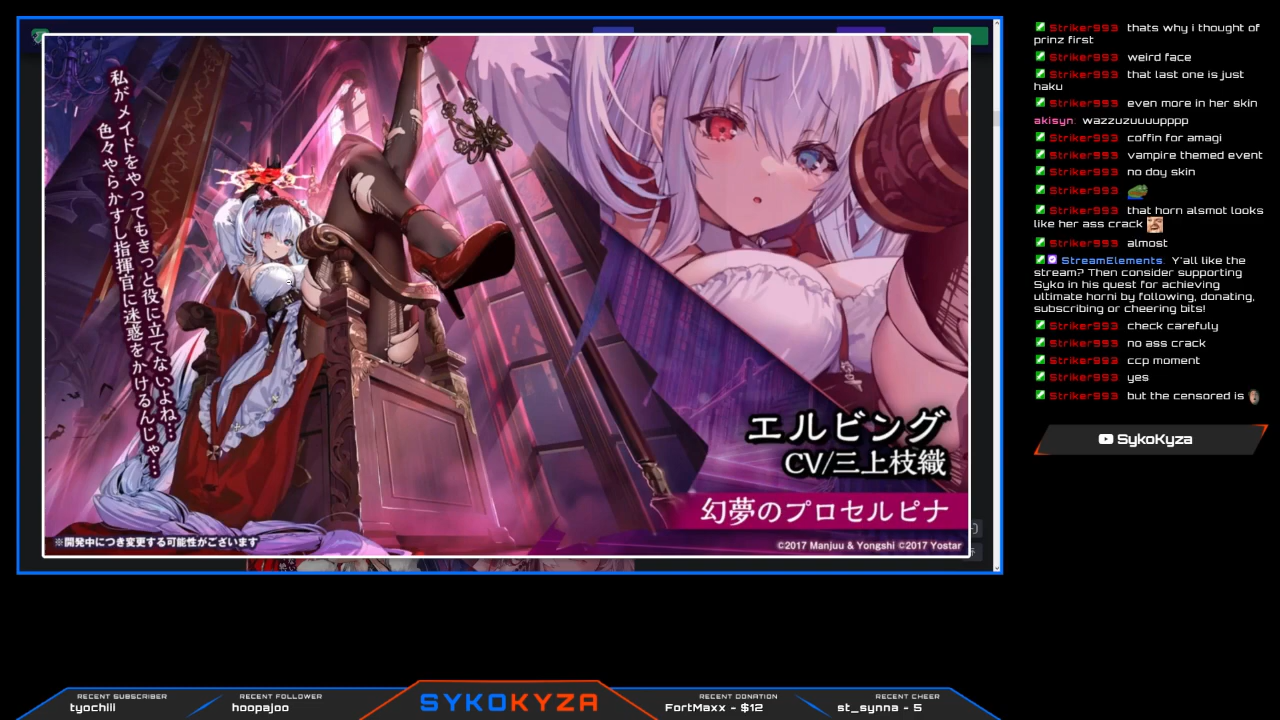 私がメイドをやってもきっと役に立てないよね…
色々やらかすし指揮官に迷惑をかけるんじゃ…
エルビング
CV/三上枝織
幻夢のプロセルピナ
※開発中につき変更する可能性がございます
©2017 Manjuu & Yongshi ©2017 Yostar
Striker993 thats why i thought of
prinz first
Striker993 weird face
Striker993 that last one is just
haku
Striker993 even more in her skin
akisyn: wazzuzuuuupppp
Striker993 coffin for amagi
Striker993 vampire themed event
Striker993 no doy skin
Striker993
Striker993 that horn alsmot looks
like her ass crack
Striker993 almost
StreamElements: Y'all like the
stream? Then consider supporting
Syko in his quest for achieving
ultimate horni by following, donating,
subscribing or cheering bits!
Striker993 check carefuly
Striker993 no ass crack
Striker993 ccp moment
Striker993 yes
Striker993 but the censored is
SykoKyza
RECENT SUBSCRIBER
tyochiii
RECENT FOLLOWER
hoopajoo
SYKOKYZA
RECENT DONATION
FortMaxx - $12
RECENT CHEER
st_synna - 5